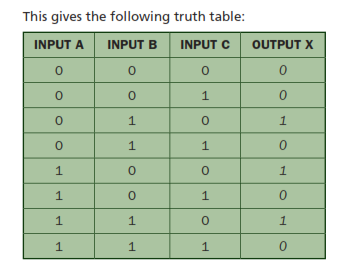 This gives the following truth table:
INPUT A INPUT B INPUT C OUTPUT X
0 0 0 0
0 0 1 0
0 1 0 1
0 1 1 0
1 0 0 1
1 0 1 0
1 1 0 1
1 1 1 0